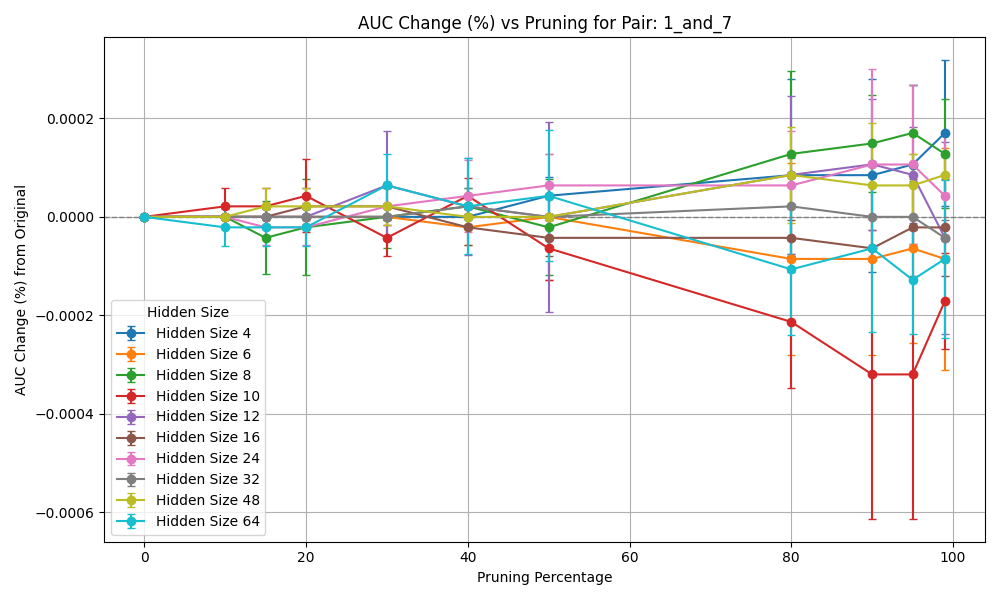 AUC Change (%) vs Pruning for Pair: 1_and_7
AUC Change (%) from Original
0.0002
0.0000
−0.0002
−0.0004
−0.0006
Hidden Size
Hidden Size 4
Hidden Size 6
Hidden Size 8
Hidden Size 10
Hidden Size 12
Hidden Size 16
Hidden Size 24
Hidden Size 32
Hidden Size 48
Hidden Size 64
0 20 40 60 80 100
Pruning Percentage